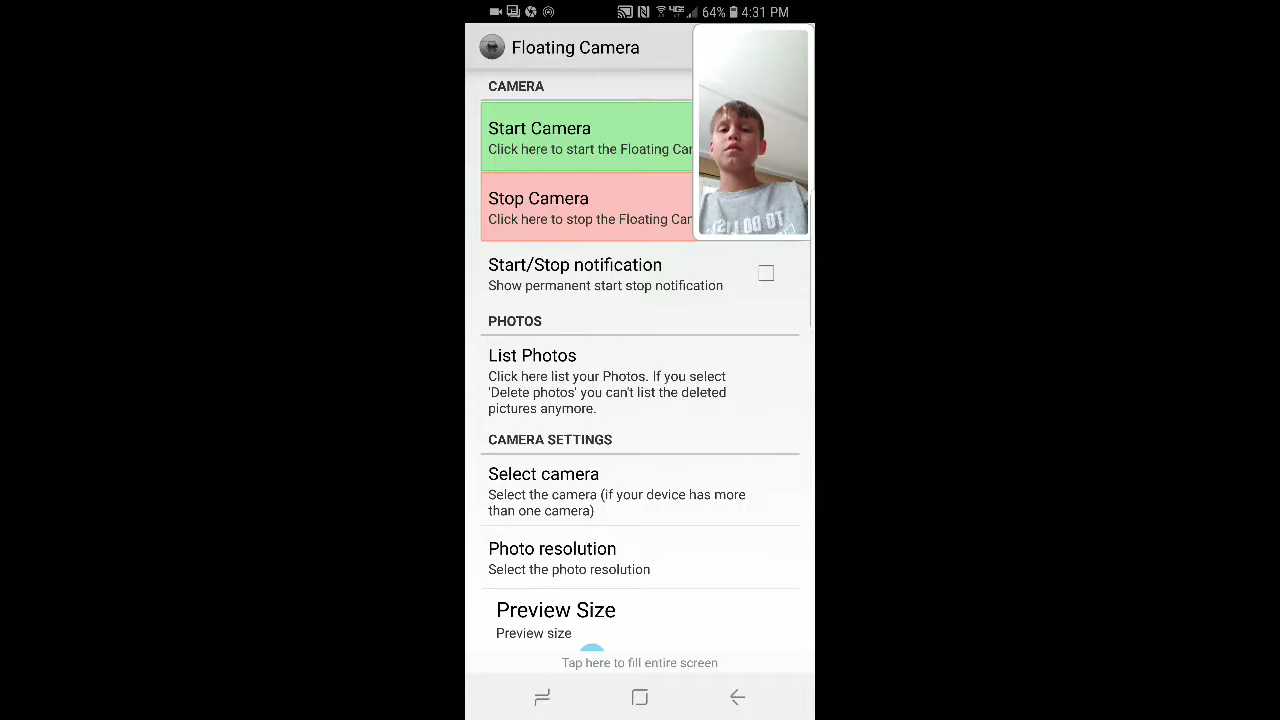 64% 4:31 PM
Floating Camera
CAMERA
Start Camera
Click here to start the Floating Ca
Stop Camera
Click here to stop the Floating Ca
Start/Stop notification
Show permanent start stop notification
PHOTOS
List Photos
Click here list your Photos. If you select
'Delete photos' you can't list the deleted
pictures anymore.
CAMERA SETTINGS
Select camera
Select the camera (if your device has more
than one camera)
Photo resolution
Select the photo resolution
Preview Size
Preview size
Tap here to fill entire screen